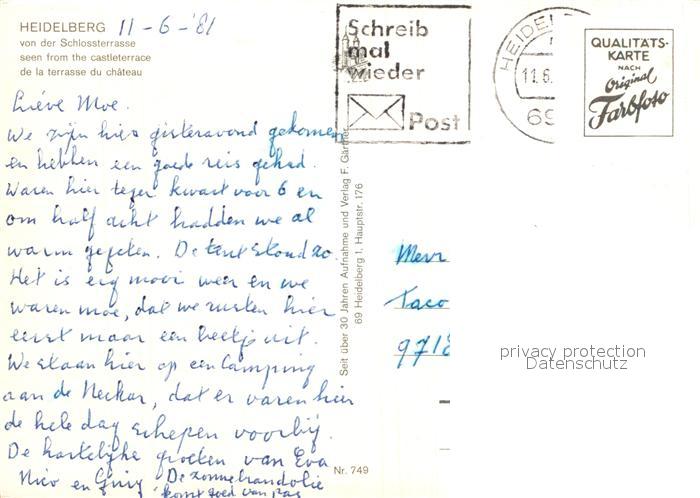 HEIDELBERG 11-6-'81
von der Schlossterrasse
seen from the castleterrace
de la terrasse du château
Liéve Moe.
We zijn hier gisteravond gekomen
en hebben een goede reis gehad.
Waren hier tegen kwart voor 6 en
om half acht hadden we al
warm gegeten. De tent stond zo.
Het is erg mooi weer en we
waren moe, dat we rusten hier
eerst maar een beetje uit.
We staan hier op een Camping
aan de Neckar, dat er varen hier
de hele dag schepen voorbij.
De hartelijke groeten van Eva
Nico en De zonnebrandolie
komt goed van pas
Seit über 30 Jahren Aufnahme und Verlag F. Gärtner
69 Heidelberg 1, Hauptstr. 176
Nr. 749
Schreib
mal
wieder
Post
HEIDEL
11.6.
69
QUALITÄTS-
KARTE
NACH
Original
Farbfoto
Mevr
Taco
9718
privacy protection
Datenschutz